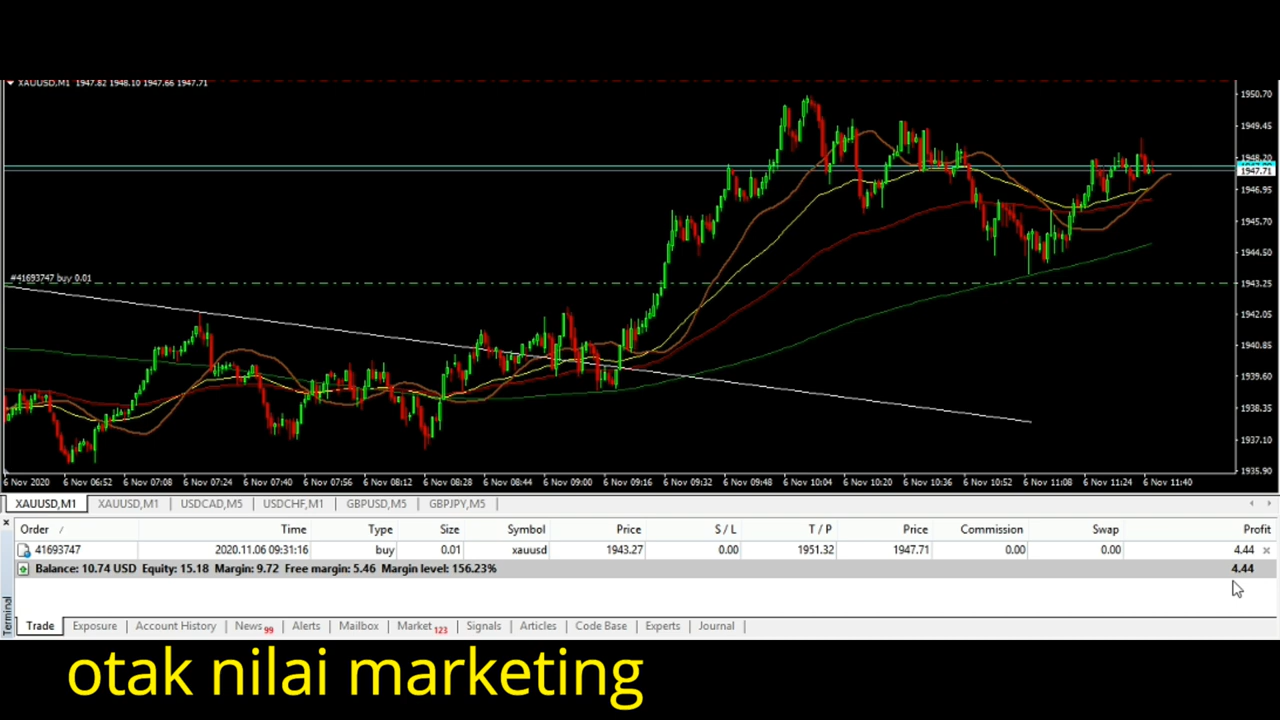 XAUUSD,M1 1947.82 1948.10 1947.66 1947.71
1950.70
1949.45
1948.20
1947.71
1946.95
1945.70
1944.50
#41693747 buy 0.01
1943.25
1942.05
1940.85
1939.60
1938.35
1937.10
1935.90
6 Nov 2020 6 Nov 06:52 6 Nov 07:08 6 Nov 07:24 6 Nov 07:40 6 Nov 07:56 6 Nov 08:12 6 Nov 08:28 6 Nov 08:44 6 Nov 09:00 6 Nov 09:16 6 Nov 09:32 6 Nov 09:48 6 Nov 10:04 6 Nov 10:20 6 Nov 10:36 6 Nov 10:52 6 Nov 11:08 6 Nov 11:24 6 Nov 11:40
XAUUSD,M1 XAUUSD,M1 USDCAD,M5 USDCHF,M1 GBPUSD,M5 GBPJPY,M5
Order Time Type Size Symbol Price S / L T / P Price Commission Swap Profit
41693747 2020.11.06 09:31:16 buy 0.01 xauusd 1943.27 0.00 1951.32 1947.71 0.00 0.00 4.44
Balance: 10.74 USD Equity: 15.18 Margin: 9.72 Free margin: 5.46 Margin level: 156.23% 4.44
Terminal
Trade Exposure Account History News 99 Alerts Mailbox Market 123 Signals Articles Code Base Experts Journal
otak nilai marketing